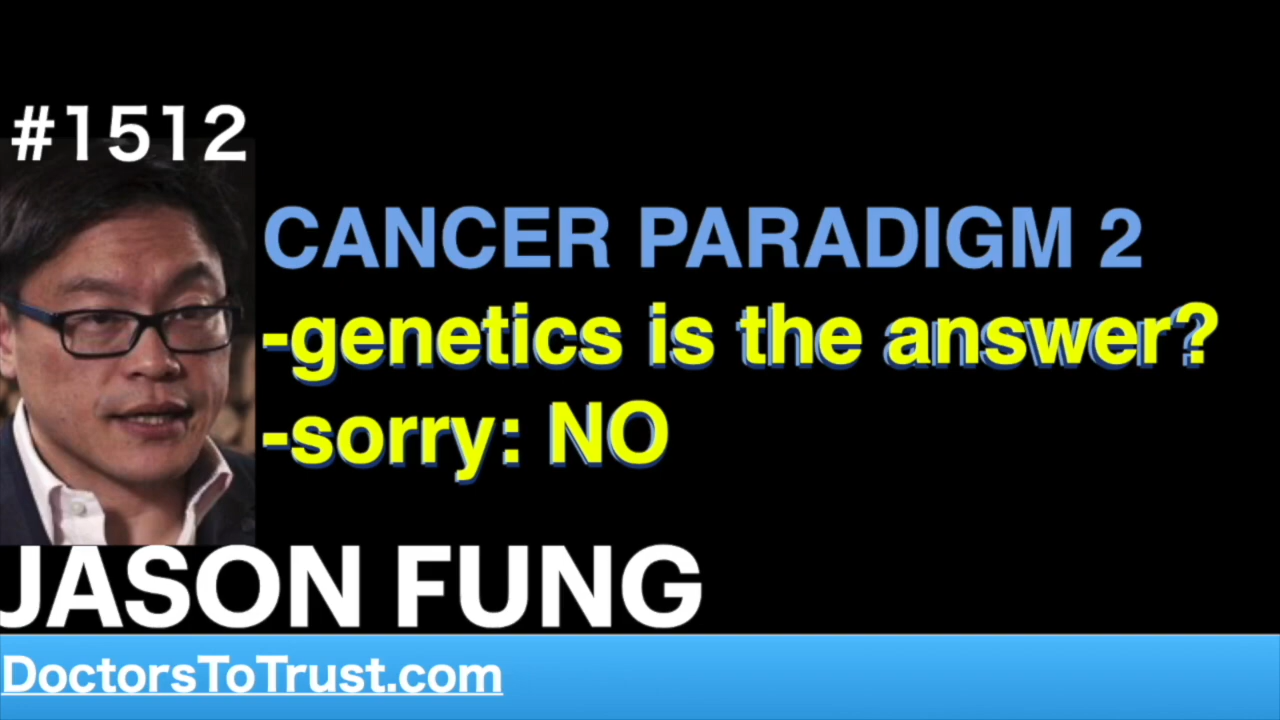 #1512
CANCER PARADIGM 2
-genetics is the answer?
-sorry: NO
JASON FUNG
DoctorsToTrust.com